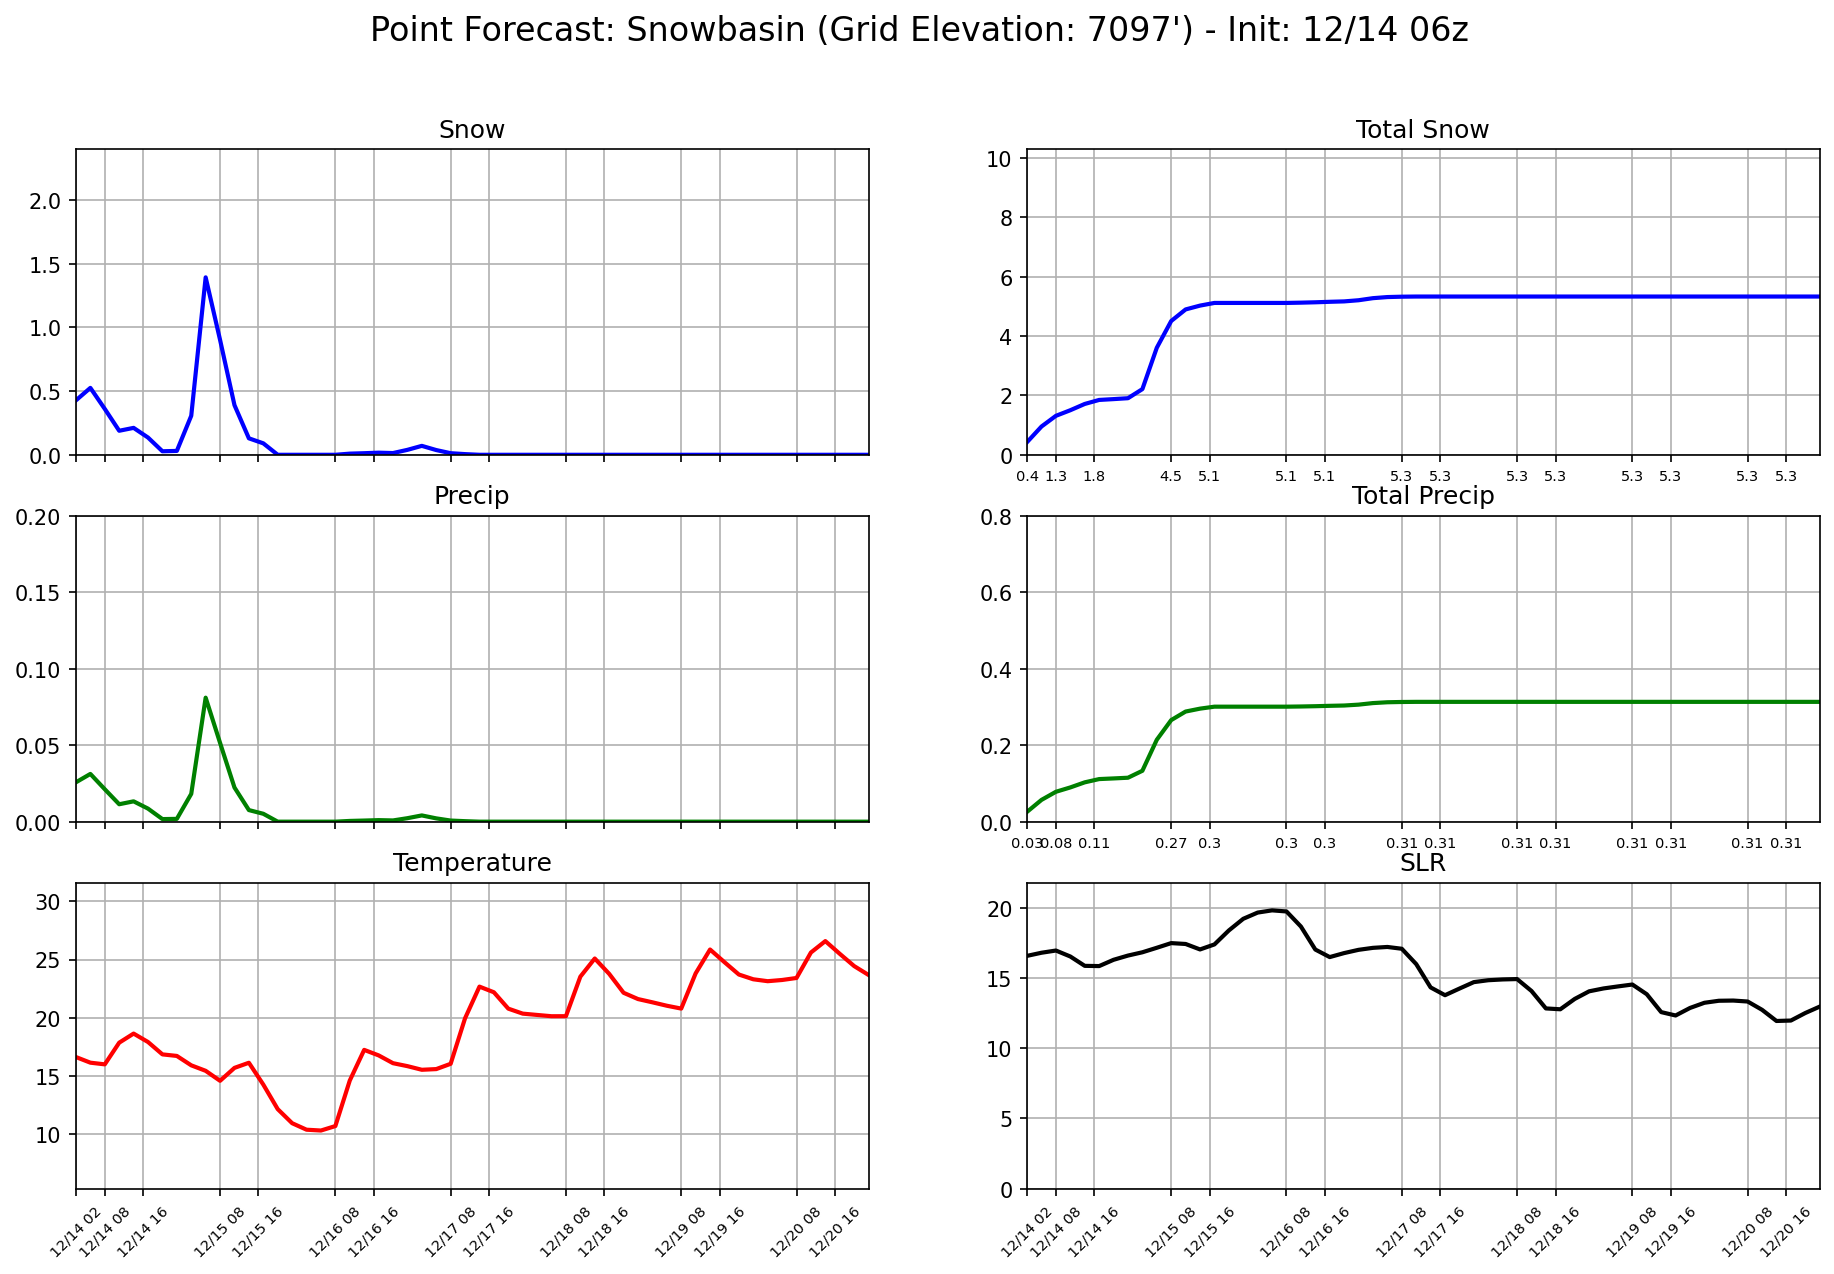 Point Forecast: Snowbasin (Grid Elevation: 7097') - Init: 12/14 06z
Snow
2.0
1.5
1.0
0.5
0.0
Total Snow
10
8
6
4
2
0
0.4 1.3 1.8 4.5 5.1 5.1 5.1 5.3 5.3 5.3 5.3 5.3 5.3 5.3 5.3
Precip
0.20
0.15
0.10
0.05
0.00
Total Precip
0.8
0.6
0.4
0.2
0.0
0.03 0.08 0.11 0.27 0.3 0.3 0.3 0.31 0.31 0.31 0.31 0.31 0.31 0.31 0.31
Temperature
30
25
20
15
10
12/14 02 12/14 08 12/14 16 12/15 08 12/15 16 12/16 08 12/16 16 12/17 08 12/17 16 12/18 08 12/18 16 12/19 08 12/19 16 12/20 08 12/20 16
SLR
20
15
10
5
0
12/14 02 12/14 08 12/14 16 12/15 08 12/15 16 12/16 08 12/16 16 12/17 08 12/17 16 12/18 08 12/18 16 12/19 08 12/19 16 12/20 08 12/20 16